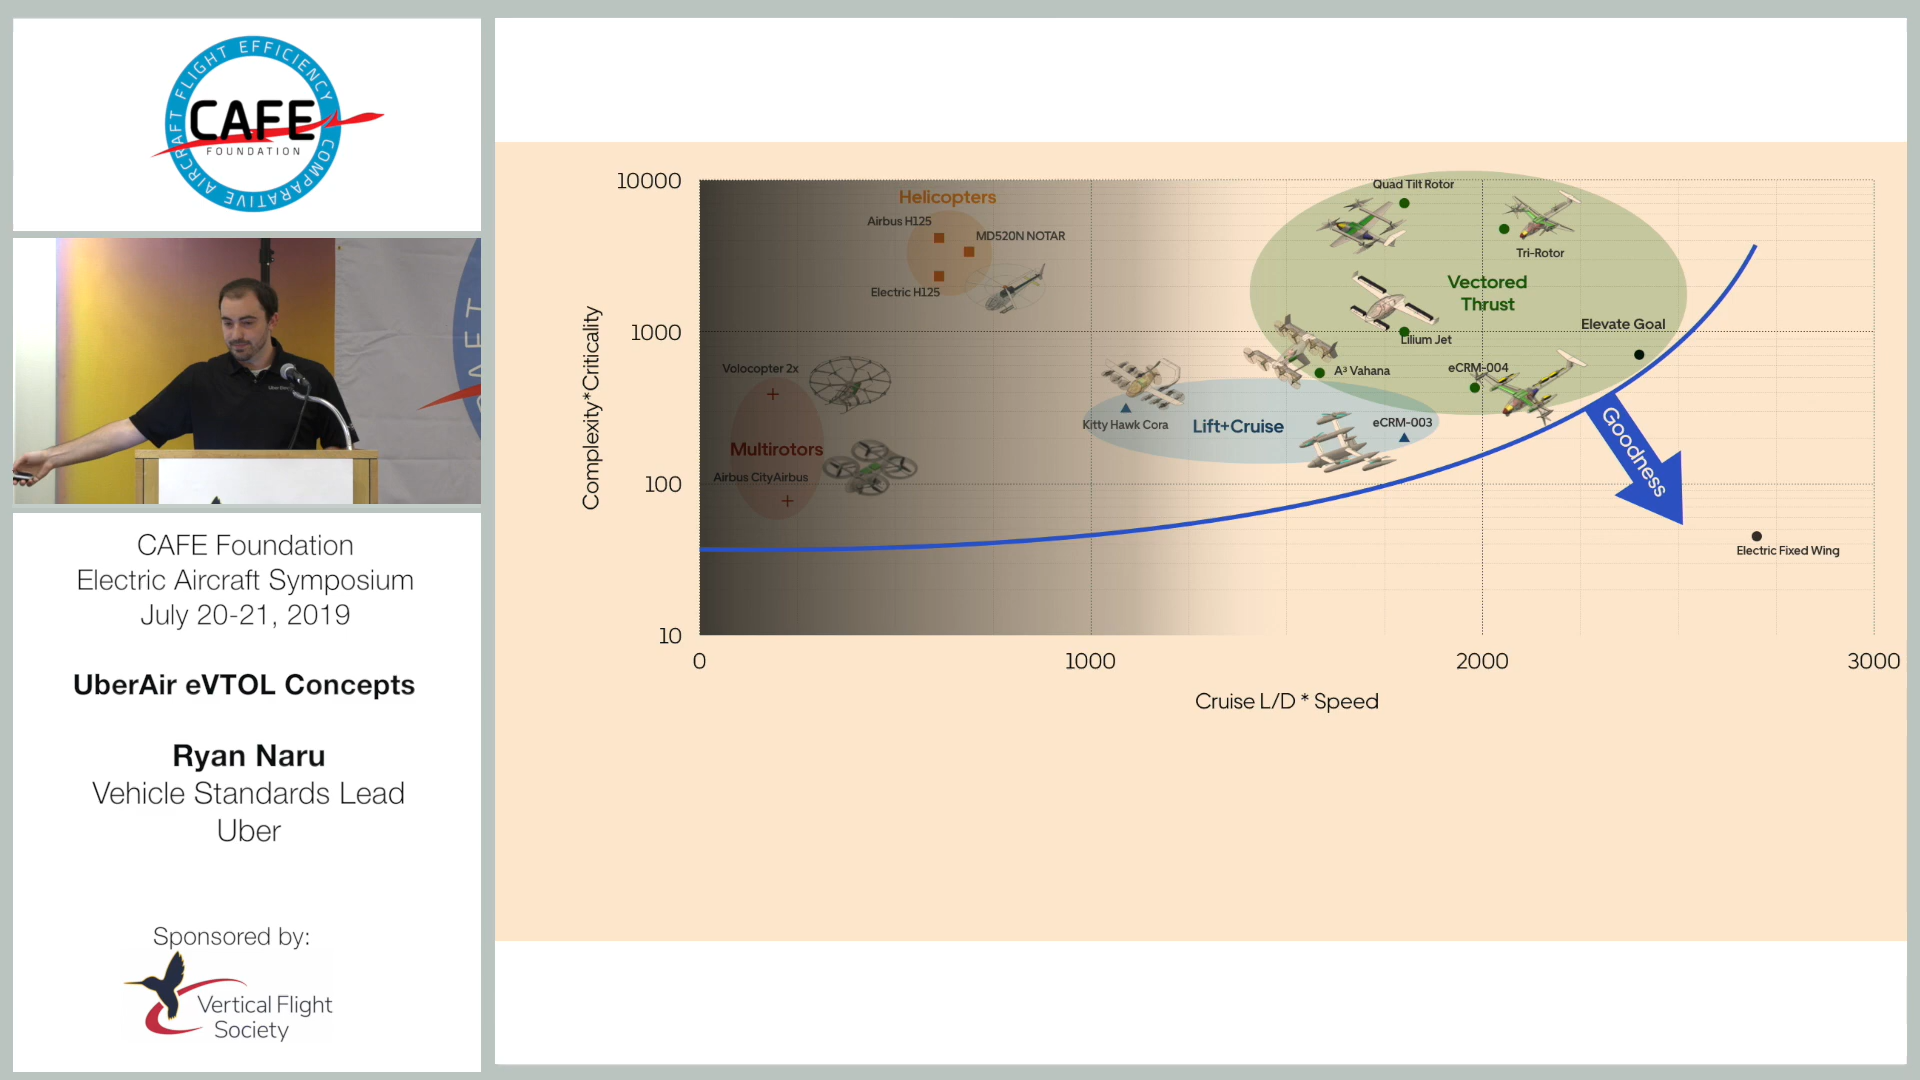 COMPARATIVE AIRCRAFT FLIGHT EFFICIENCY
CAFE
FOUNDATION
CAFE Foundation
Electric Aircraft Symposium
July 20-21, 2019
UberAir eVTOL Concepts
Ryan Naru
Vehicle Standards Lead
Uber
Sponsored by:
Vertical Flight
Society
10000
1000
100
10
Complexity*Criticality
0
1000
2000
3000
Cruise L/D * Speed
Helicopters
Airbus H125
MD520N NOTAR
Electric H125
Volocopter 2x
Multirotors
Airbus CityAirbus
Kitty Hawk Cora
Lift+Cruise
eCRM-003
Quad Tilt Rotor
Tri-Rotor
Vectored
Thrust
Lilium Jet
A³ Vahana
eCRM-004
Elevate Goal
Goodness
Electric Fixed Wing